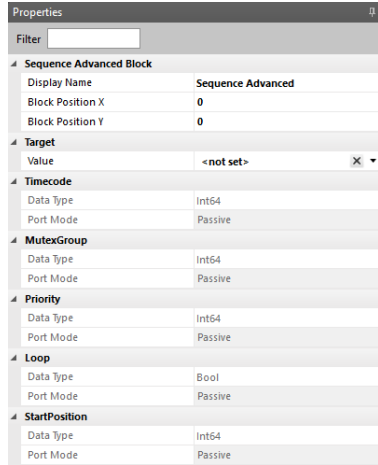 Properties
Filter
Sequence Advanced Block
Display Name Sequence Advanced
Block Position X 0
Block Position Y 0
Target
Value <not set>
Timecode
Data Type Int64
Port Mode Passive
MutexGroup
Data Type Int64
Port Mode Passive
Priority
Data Type Int64
Port Mode Passive
Loop
Data Type Bool
Port Mode Passive
StartPosition
Data Type Int64
Port Mode Passive